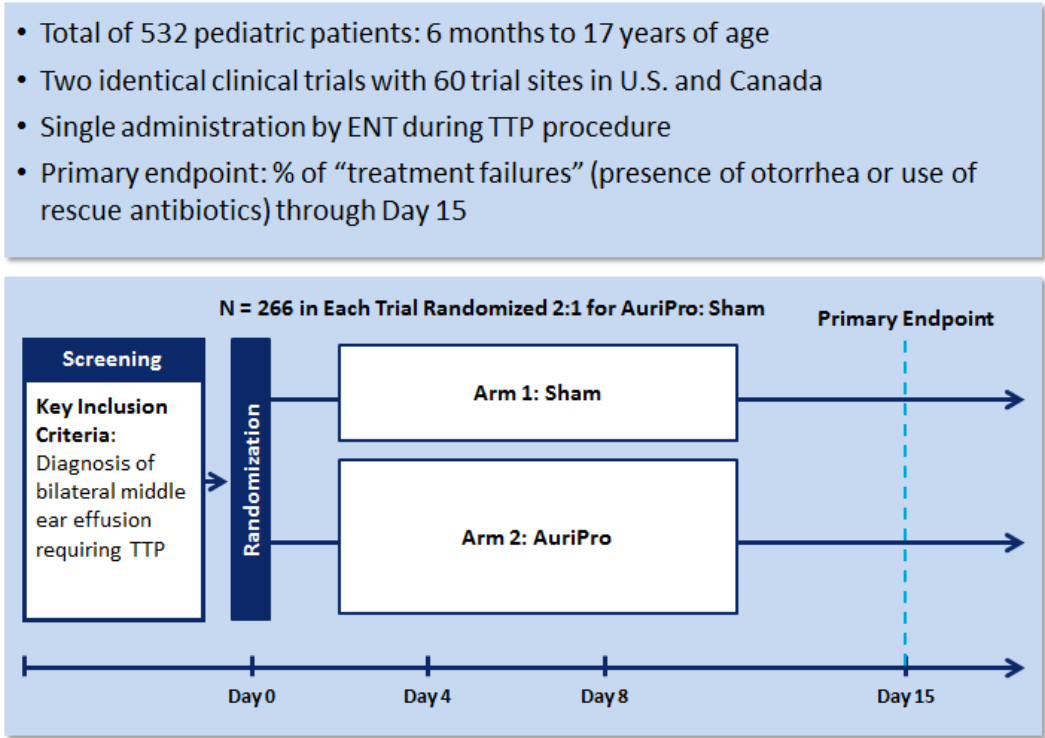 • Total of 532 pediatric patients: 6 months to 17 years of age
• Two identical clinical trials with 60 trial sites in U.S. and Canada
• Single administration by ENT during TTP procedure
• Primary endpoint: % of “treatment failures” (presence of otorrhea or use of
rescue antibiotics) through Day 15
N = 266 in Each Trial Randomized 2:1 for AuriPro: Sham
Primary Endpoint
Screening
Key Inclusion
Criteria:
Diagnosis of
bilateral middle
ear effusion
requiring TTP
Randomization
Arm 1: Sham
Arm 2: AuriPro
Day 0
Day 4
Day 8
Day 15